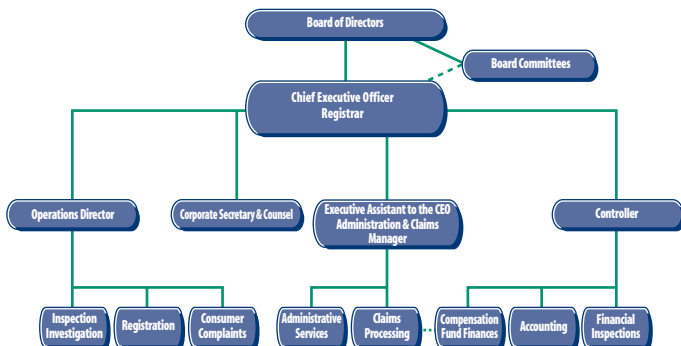 Board of Directors
Board Committees
Chief Executive Officer
Registrar
Operations Director
Corporate Secretary & Counsel
Executive Assistant to the CEO
Administration & Claims
Manager
Controller
Inspection
Investigation
Registration
Consumer
Complaints
Administrative
Services
Claims
Processing
Compensation
Fund Finances
Accounting
Financial
Inspections